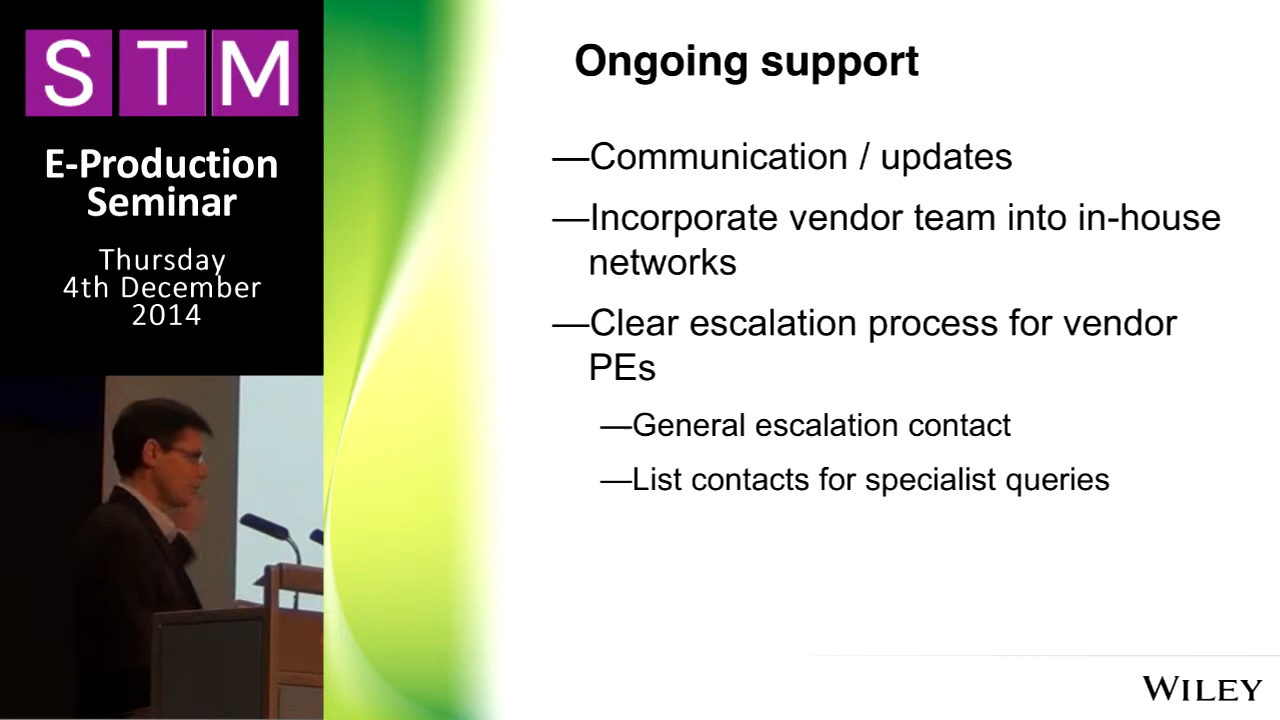 STM
E-Production
Seminar
Thursday
4th December
2014
Ongoing support
—Communication / updates
—Incorporate vendor team into in-house
networks
—Clear escalation process for vendor
PEs
—General escalation contact
—List contacts for specialist queries
WILEY